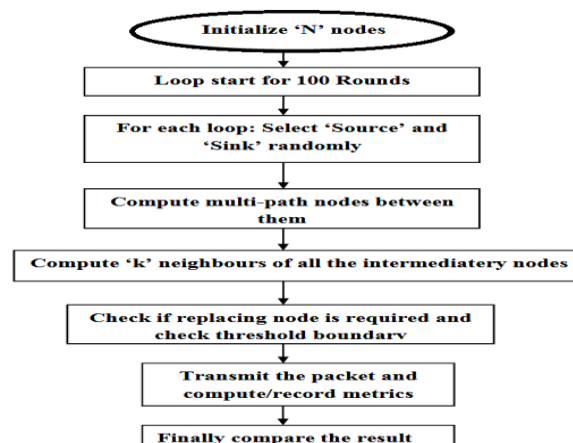 Initialize ‘N’ nodes
Loop start for 100 Rounds
For each loop: Select ‘Source’ and
‘Sink’ randomly
Compute multi-path nodes between
them
Compute ‘k’ neighbours of all the intermediatery nodes
Check if replacing node is required and
check threshold boundary
Transmit the packet and
compute/record metrics
Finally compare the result